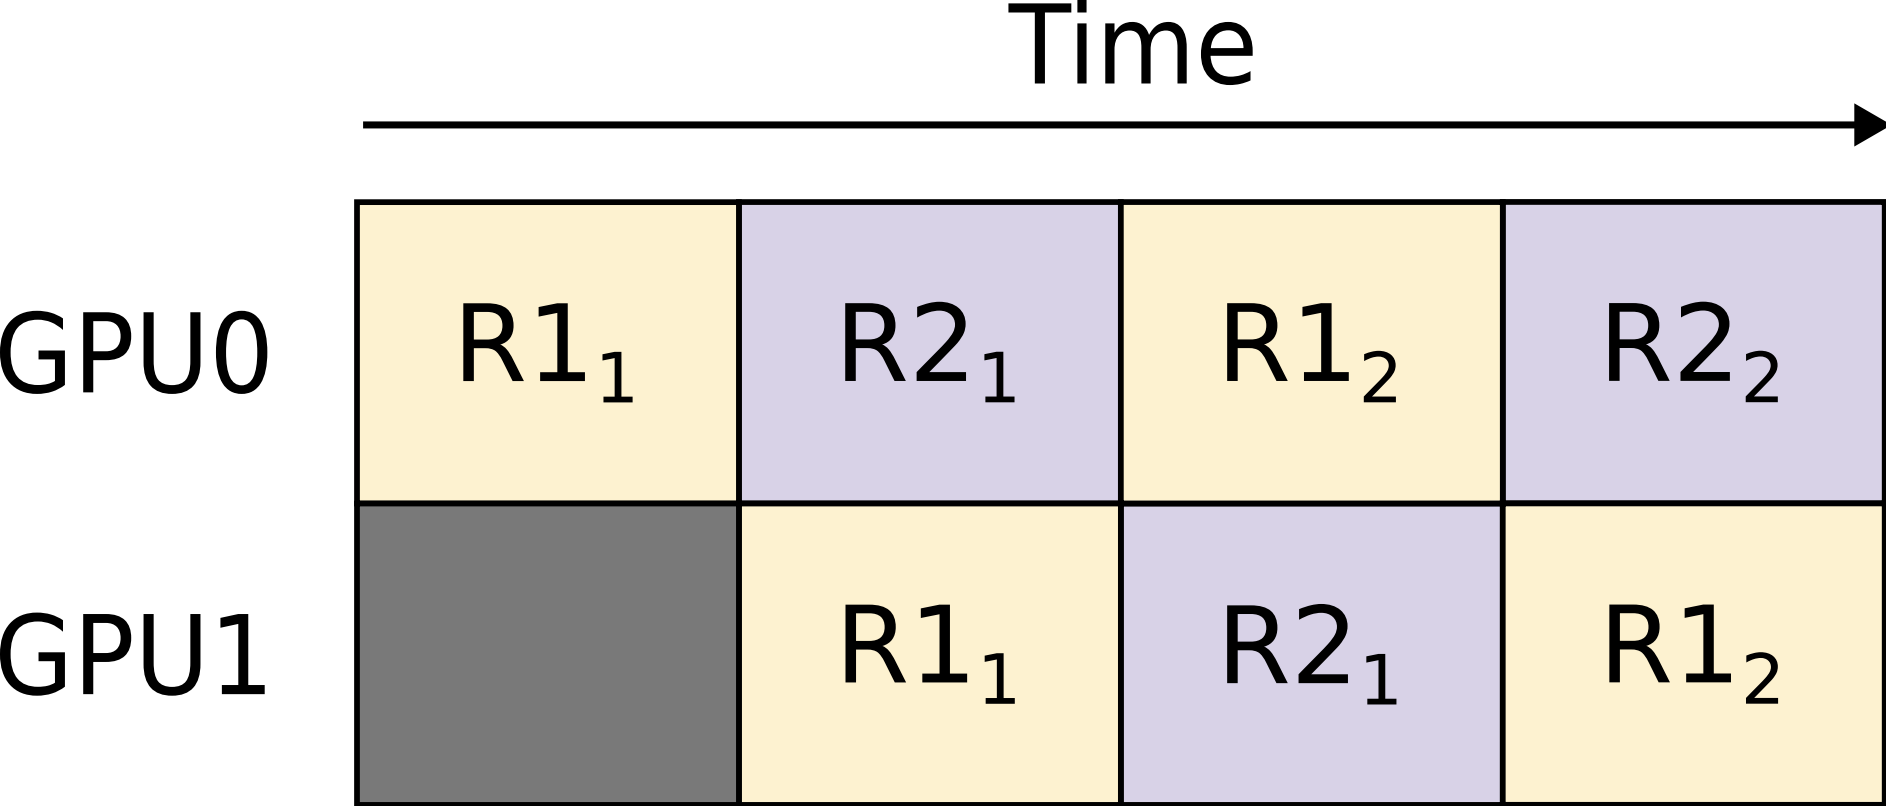 Time
GPU0 R1₁ R2₁ R1₂ R2₂
GPU1 R1₁ R2₁ R1₂